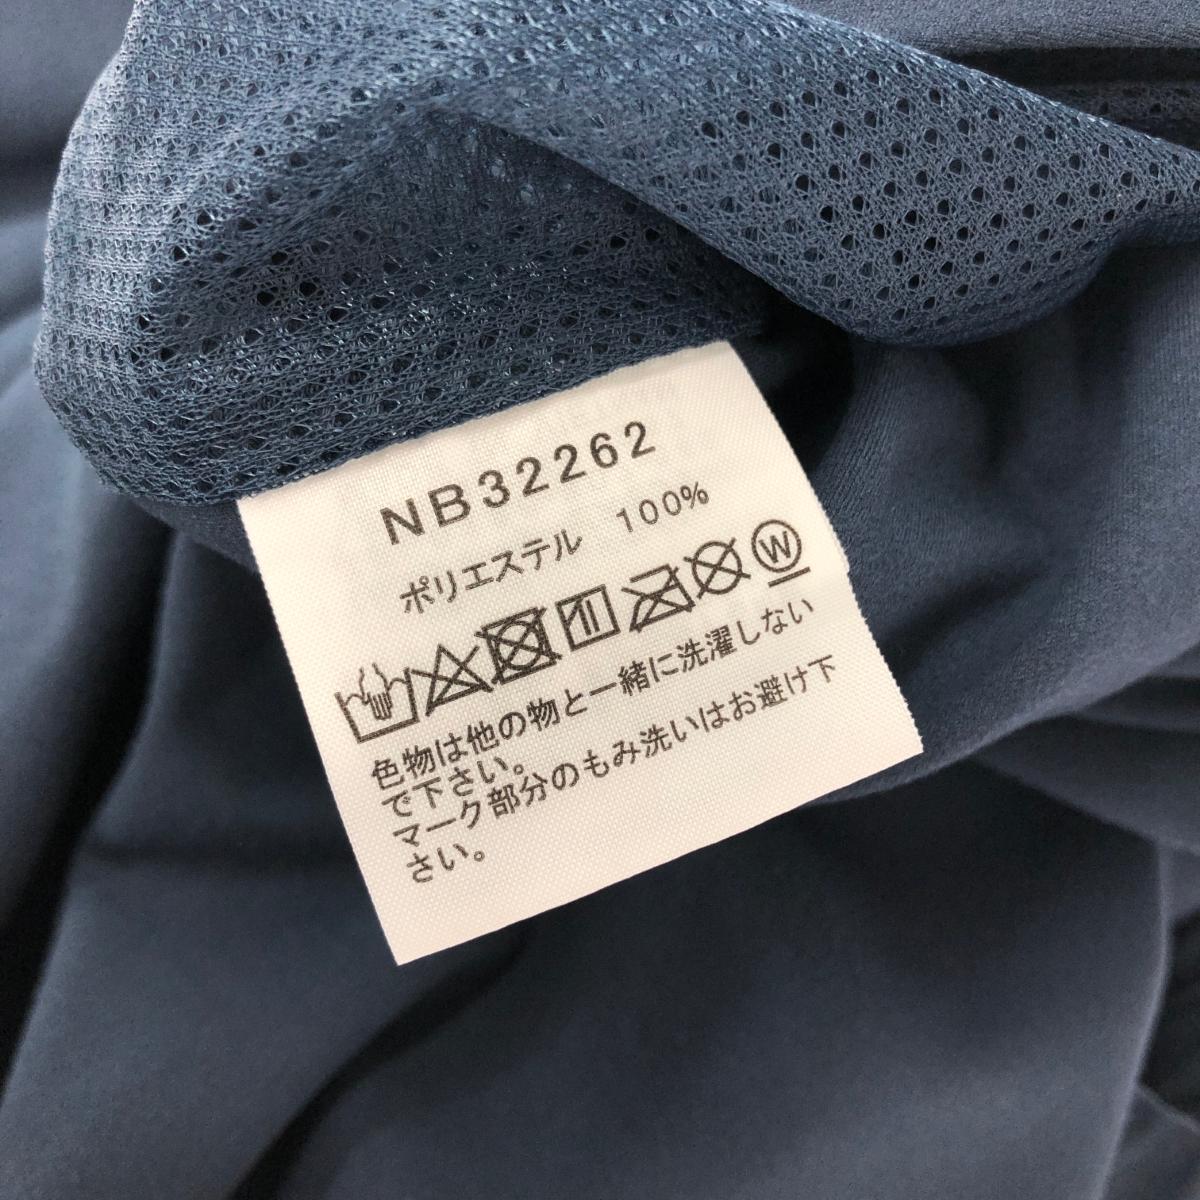 NB32262
ポリエステル 100%
W
色物は他の物と一緒に洗濯しない
で下さい。
マーク部分のもみ洗いはお避け下
さい。